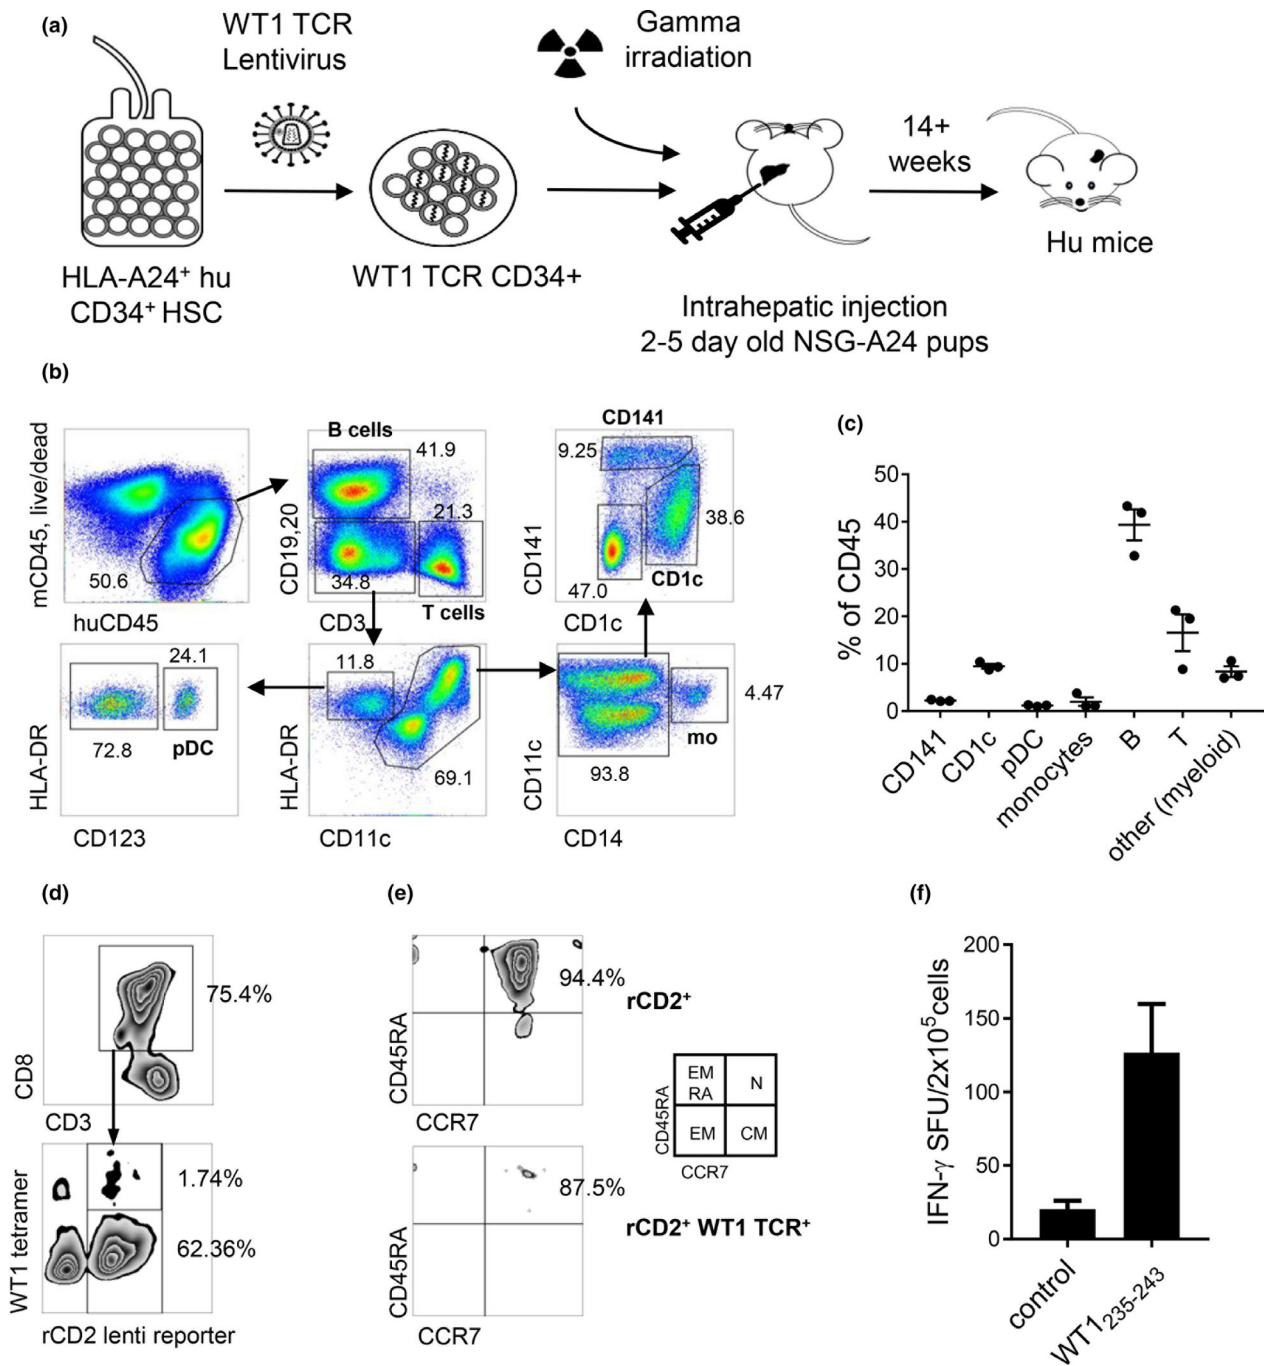 (a)
WT1 TCR
Lentivirus
Gamma
irradiation
14+
weeks
HLA-A24⁺ hu
CD34⁺ HSC
WT1 TCR CD34+
Hu mice
Intrahepatic injection
2-5 day old NSG-A24 pups
(b)
mCD45, live/dead
50.6
huCD45
B cells
41.9
21.3
34.8
CD19,20
CD3
T cells
CD141
9.25
38.6
47.0
CD1c
CD141
CD1c
24.1
72.8
pDC
HLA-DR
CD123
11.8
69.1
HLA-DR
CD11c
4.47
mo
93.8
CD11c
CD14
(c)
% of CD45
50
40
30
20
10
0
CD141
CD1c
pDC
monocytes
B
T
other (myeloid)
(d)
75.4%
CD8
CD3
1.74%
62.36%
WT1 tetramer
rCD2 lenti reporter
(e)
94.4%
rCD2⁺
CD45RA
CCR7
EM
RA
N
EM
CM
CD45RA
CCR7
87.5%
rCD2⁺ WT1 TCR⁺
CD45RA
CCR7
(f)
IFN-γ SFU/2x10⁵cells
200
150
100
50
0
control
WT1₂₃₅₋₂₄₃